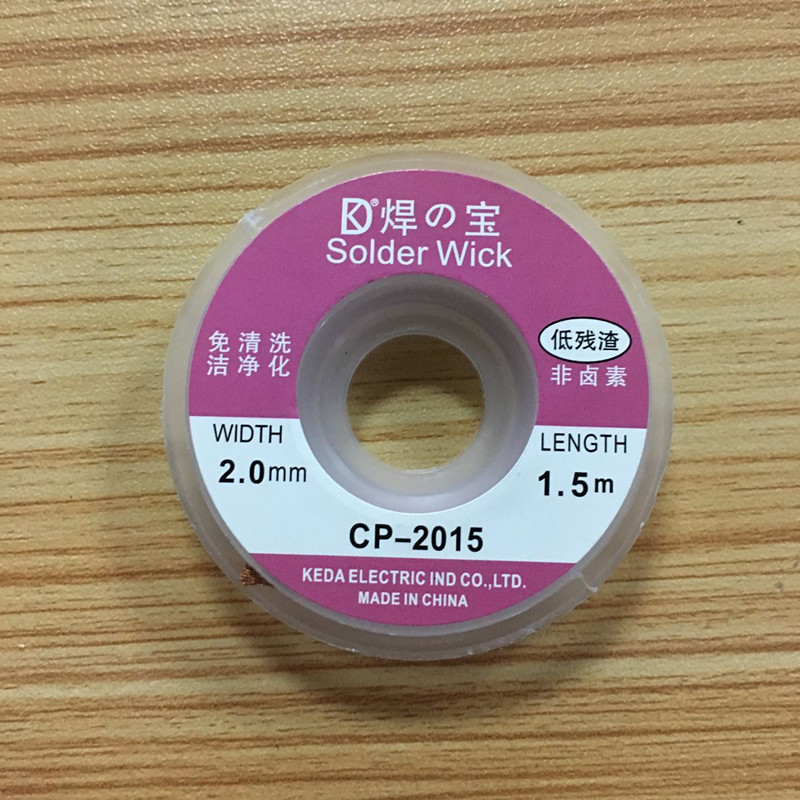 KD®焊の宝
Solder Wick
免清洗
洁净化
低残渣
非卤素
WIDTH
2.0mm
LENGTH
1.5m
CP–2015
KEDA ELECTRIC IND CO.,LTD.
MADE IN CHINA